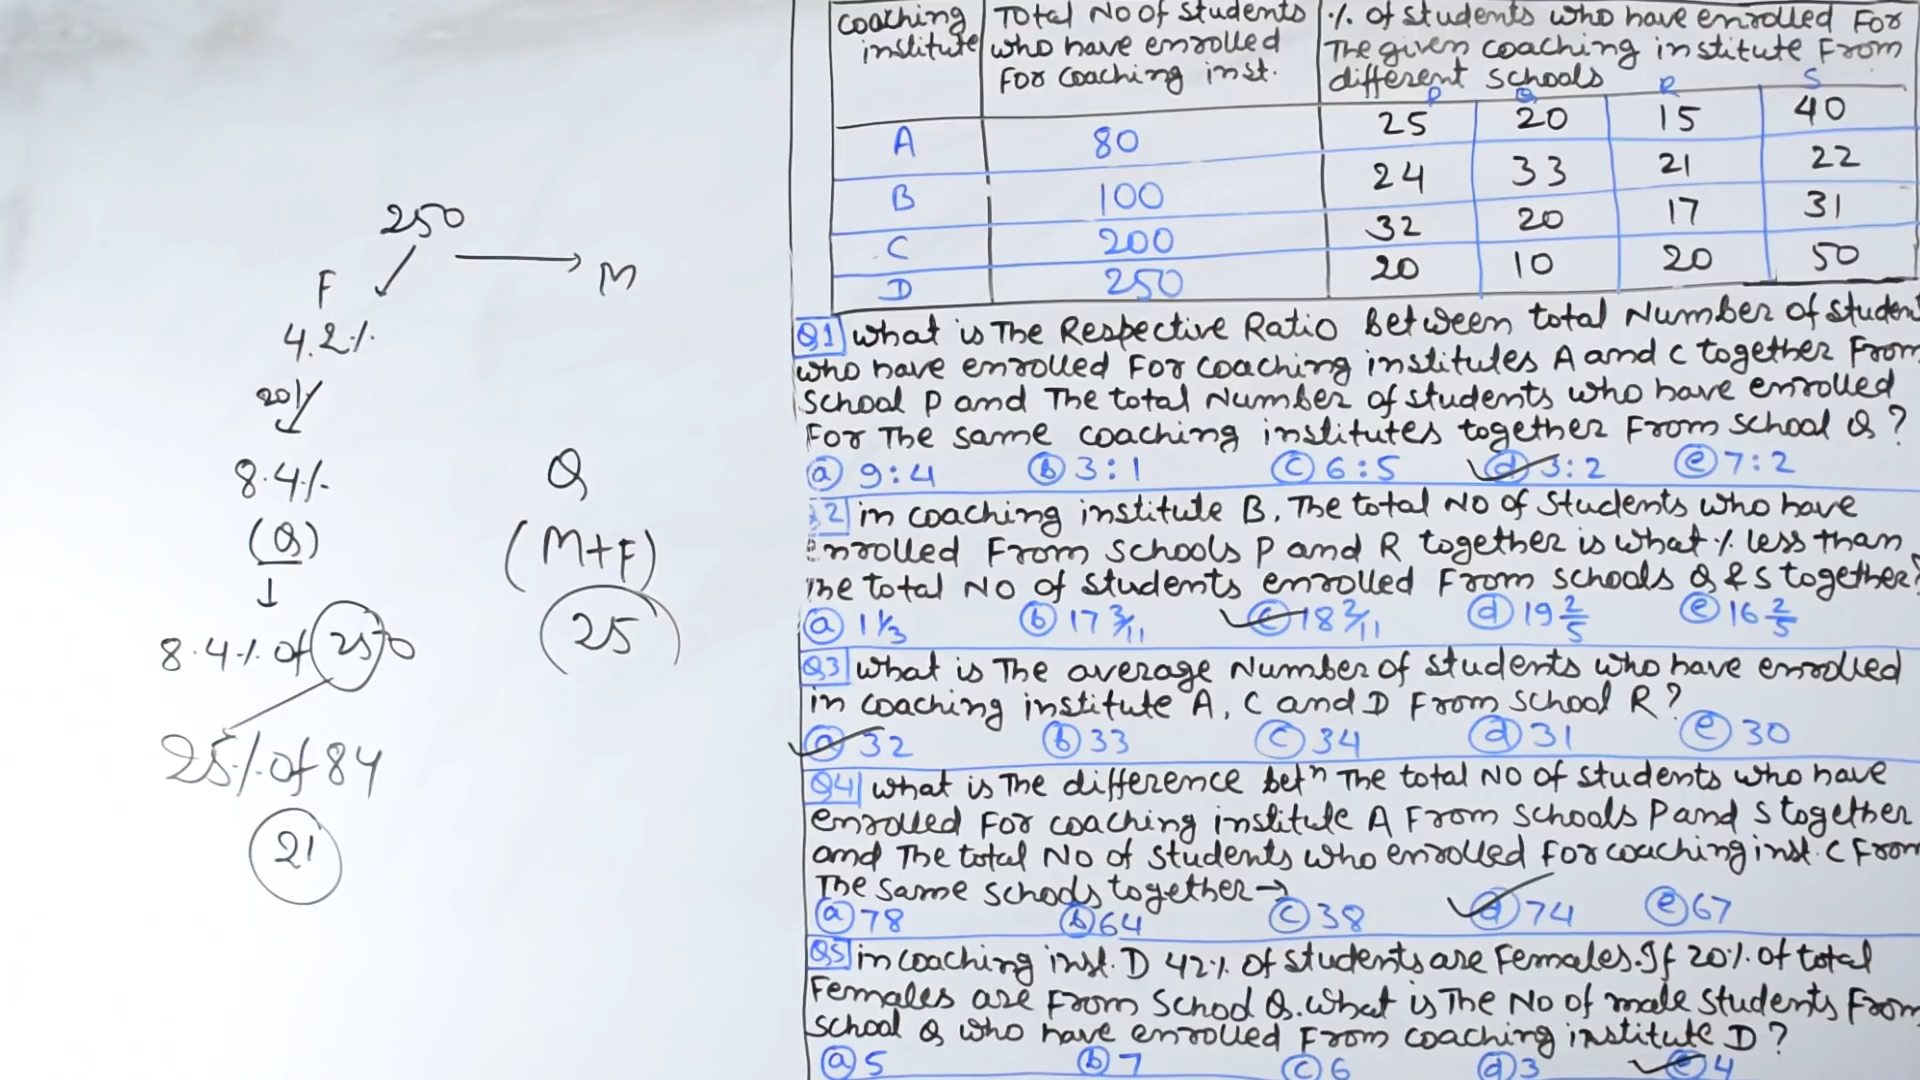 250
F
M
4.2%
20%
8.4%
(Q)
8.4% of 250
25% of 84
21
Q
(M+F)
25
coaching institute
Total No of Students who have enrolled For coaching inst.
% of students who have enrolled For The given coaching institute From different schools
P Q R S
A 80 25 20 15 40
B 100 24 33 21 22
C 200 32 20 17 31
D 250 20 10 20 50
Q1 what is The Respective Ratio Between total Number of student
who have enrolled For coaching institutes A and C together From
School P and The total Number of students who have enrolled
For The same coaching institutes together From school Q?
(a) 9:4 (b) 3:1 (c) 6:5 (d) 3:2 (e) 7:2
2 in coaching institute B, The total No of Students who have
enrolled From schools P and R together is what % less than
The total No of students enrolled From schools Q & S together?
(a) 1 1/3 (b) 17 3/11 (c) 18 2/11 (d) 19 2/5 (e) 16 2/5
Q3 what is The average Number of students who have enrolled
in coaching institute A, C and D From school R?
(a) 32 (b) 33 (c) 34 (d) 31 (e) 30
Q4 what is The difference betⁿ The total No of students who have
enrolled For coaching institute A From schools P and S together
and The total No of students who enrolled For coaching inst. C From
The same schools together →
(a) 78 (b) 64 (c) 38 (d) 74 (e) 67
Q5 in coaching inst. D 42% of students are Females. If 20% of total
Females are From School Q. what is The No of male students From
school Q who have enrolled From coaching institute D?
(a) 5 (b) 7 (c) 6 (d) 3 (e) 4